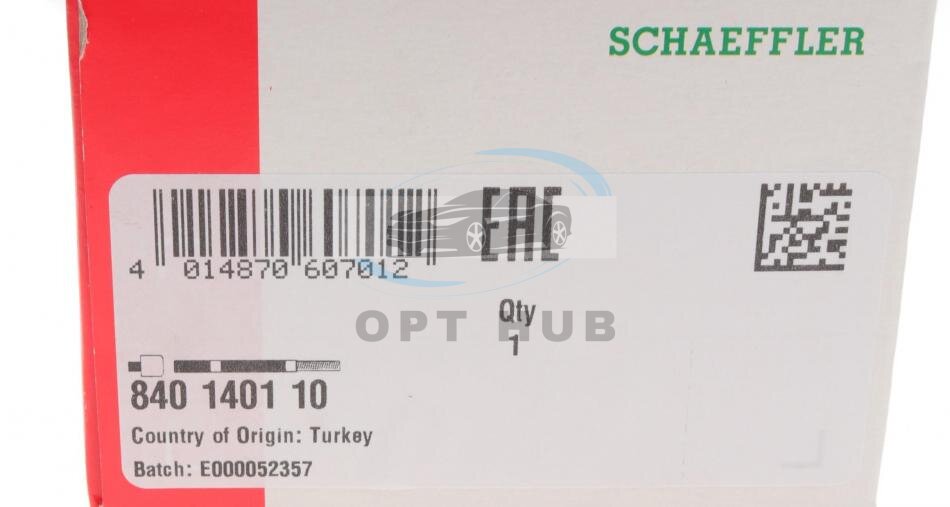 SCHAEFFLER
EAC
4 014870 607012
Qty
1
OPT HUB
840 1401 10
Country of Origin: Turkey
Batch: E000052357